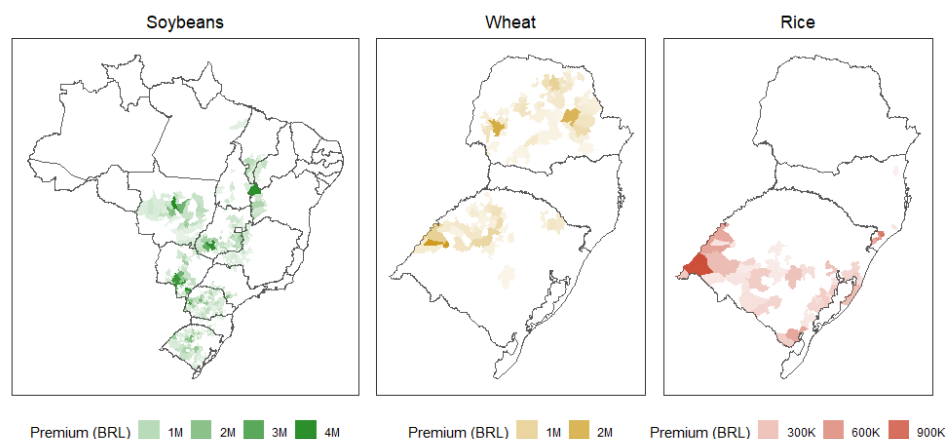 Soybeans
Wheat
Rice
Premium (BRL) 1M 2M 3M 4M
Premium (BRL) 1M 2M
Premium (BRL) 300K 600K 900K